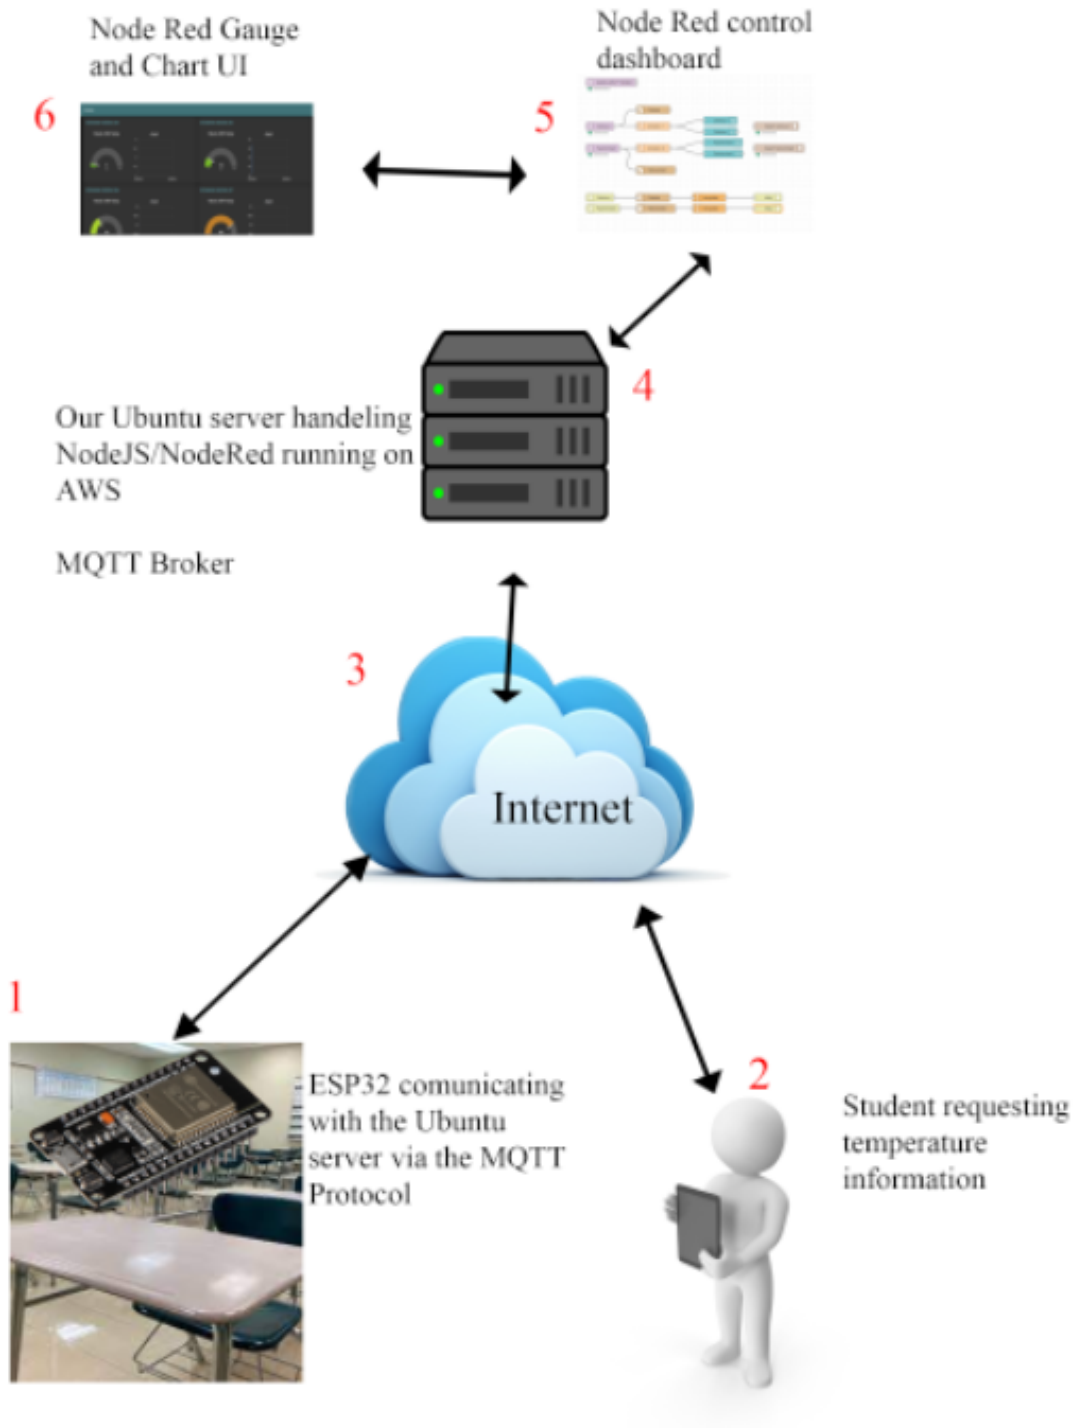 Node Red Gauge
and Chart UI
6
Node Red control
dashboard
5
4
Our Ubuntu server handeling
NodeJS/NodeRed running on
AWS
MQTT Broker
3
Internet
1
ESP32 comunicating
with the Ubuntu
server via the MQTT
Protocol
2
Student requesting
temperature
information